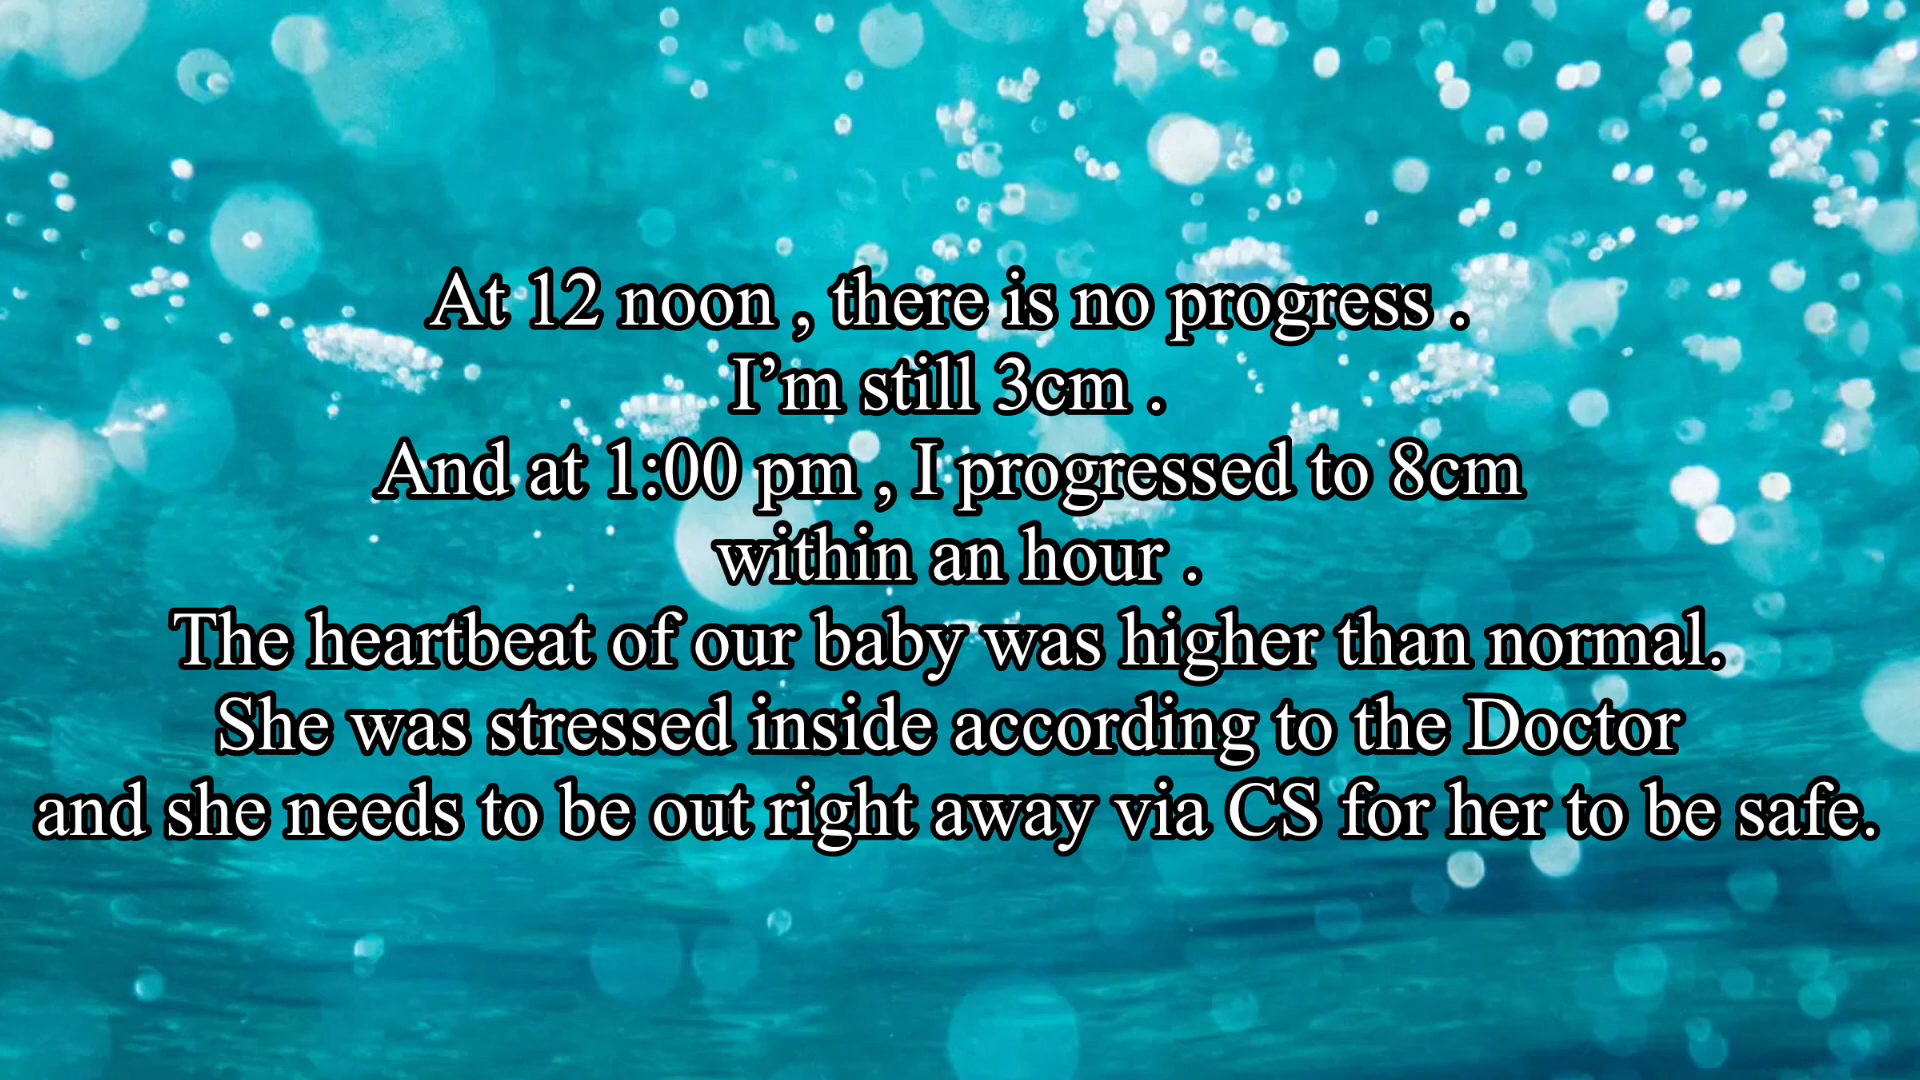 At 12 noon , there is no progress .
I’m still 3cm .
And at 1:00 pm , I progressed to 8cm
within an hour .
The heartbeat of our baby was higher than normal.
She was stressed inside according to the Doctor
and she needs to be out right away via CS for her to be safe.